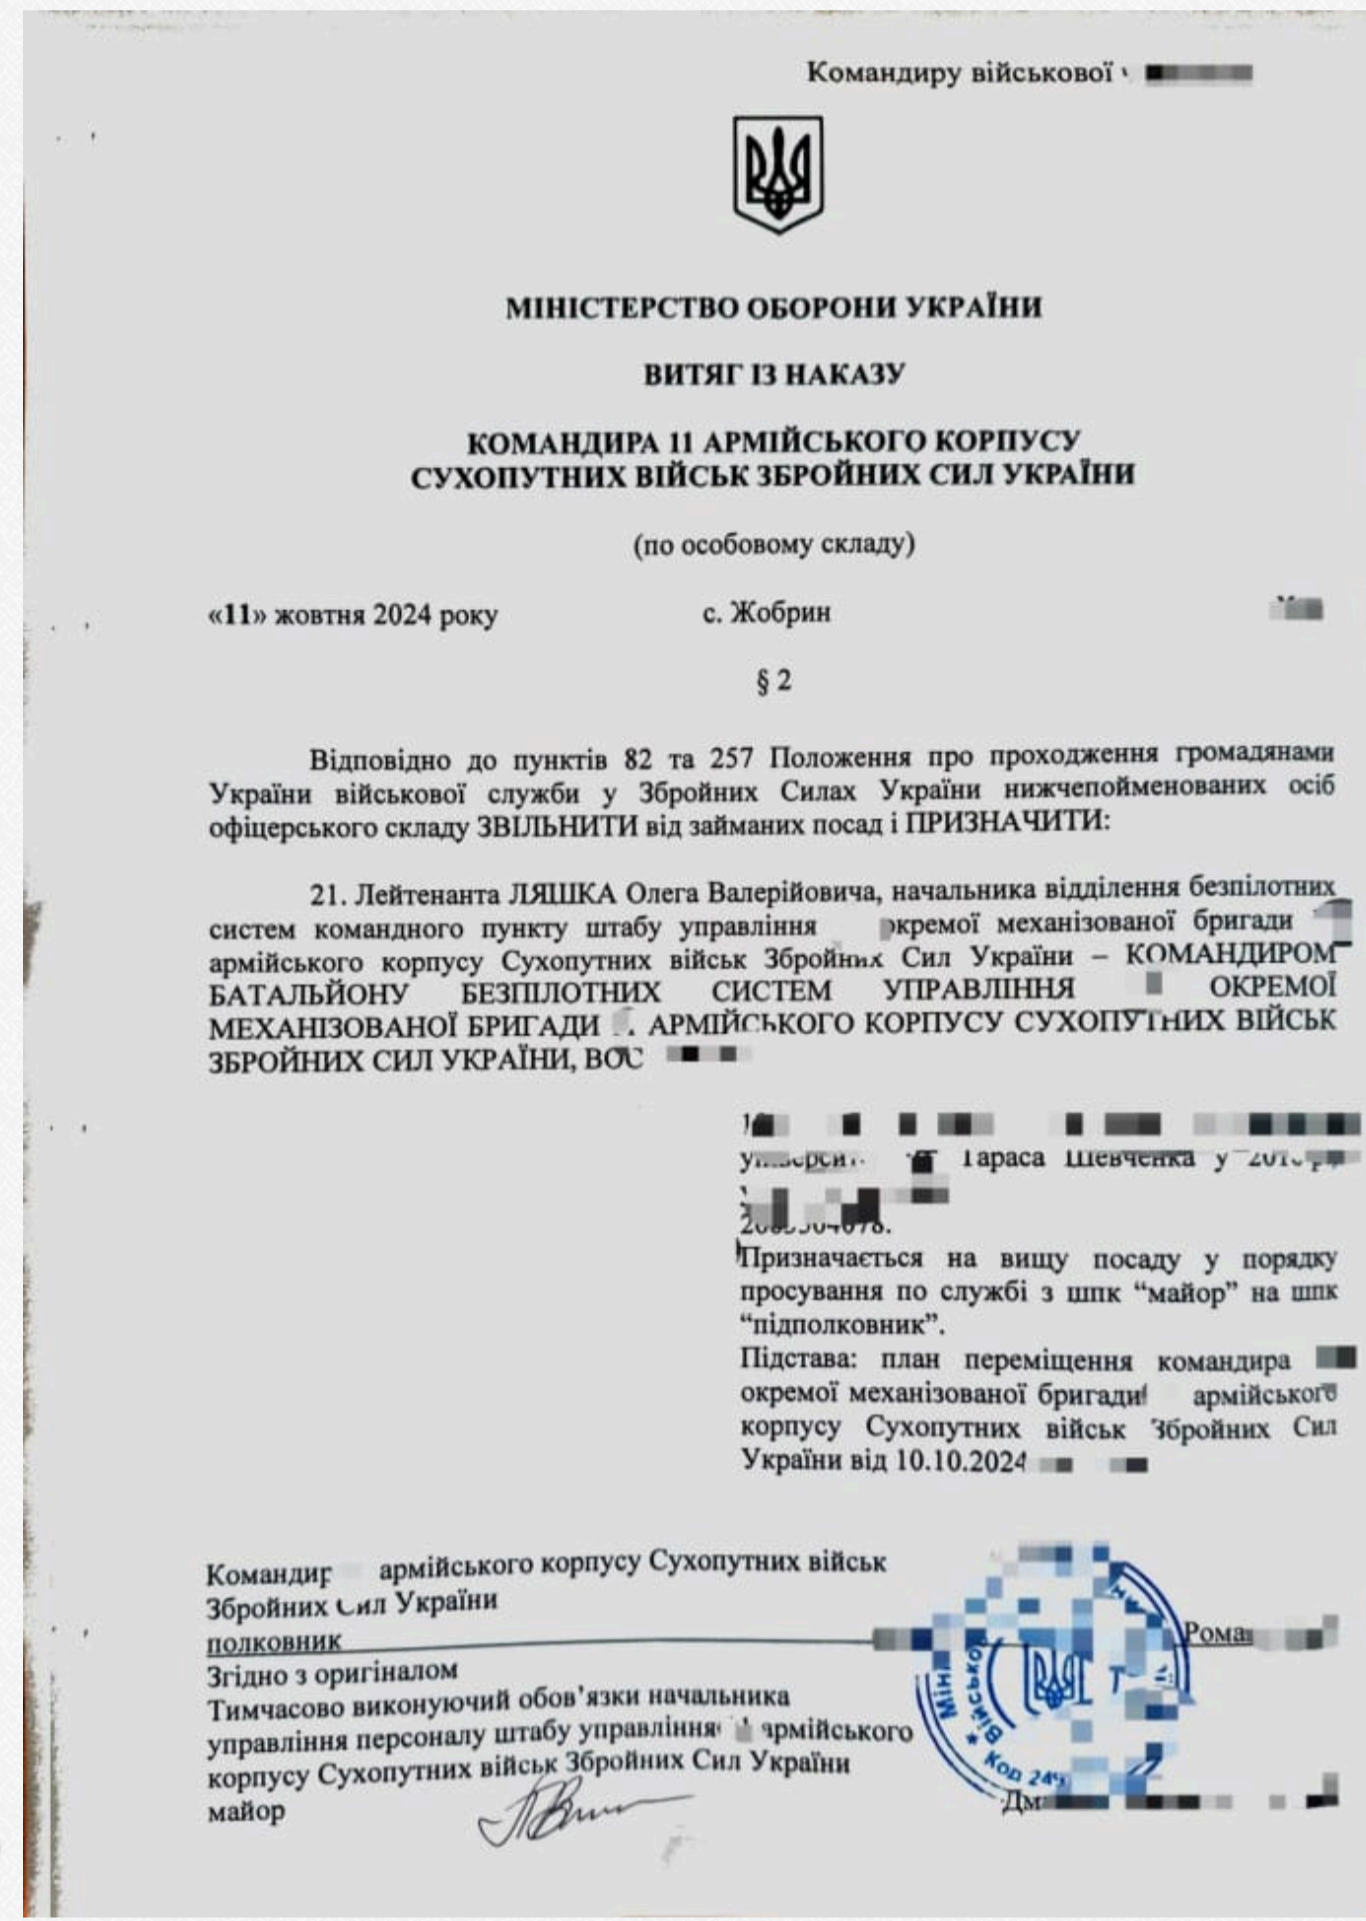 Командиру військової
МІНІСТЕРСТВО ОБОРОНИ УКРАЇНИ
ВИТЯГ ІЗ НАКАЗУ
КОМАНДИРА 11 АРМІЙСЬКОГО КОРПУСУ
СУХОПУТНИХ ВІЙСЬК ЗБРОЙНИХ СИЛ УКРАЇНИ
(по особовому складу)
«11» жовтня 2024 року с. Жобрин
§ 2
Відповідно до пунктів 82 та 257 Положення про проходження громадянами
України військової служби у Збройних Силах України нижчепойменованих осіб
офіцерського складу ЗВІЛЬНИТИ від займаних посад і ПРИЗНАЧИТИ:
21. Лейтенанта ЛЯШКА Олега Валерійовича, начальника відділення безпілотних
систем командного пункту штабу управління окремої механізованої бригади
армійського корпусу Сухопутних військ Збройних Сил України – КОМАНДИРОМ
БАТАЛЬЙОНУ БЕЗПІЛОТНИХ СИСТЕМ УПРАВЛІННЯ ОКРЕМОЇ
МЕХАНІЗОВАНОЇ БРИГАДИ АРМІЙСЬКОГО КОРПУСУ СУХОПУТНИХ ВІЙСЬК
ЗБРОЙНИХ СИЛ УКРАЇНИ, ВОС
Тараса Шевченка у
Призначається на вищу посаду у порядку
просування по службі з шпк “майор” на шпк
“підполковник”.
Підстава: план переміщення командира
окремої механізованої бригади армійського
корпусу Сухопутних військ Збройних Сил
України від 10.10.2024
Командир армійського корпусу Сухопутних військ
Збройних Сил України
полковник
Згідно з оригіналом
Тимчасово виконуючий обов’язки начальника
управління персоналу штабу управління армійського
корпусу Сухопутних військ Збройних Сил України
майор
Код